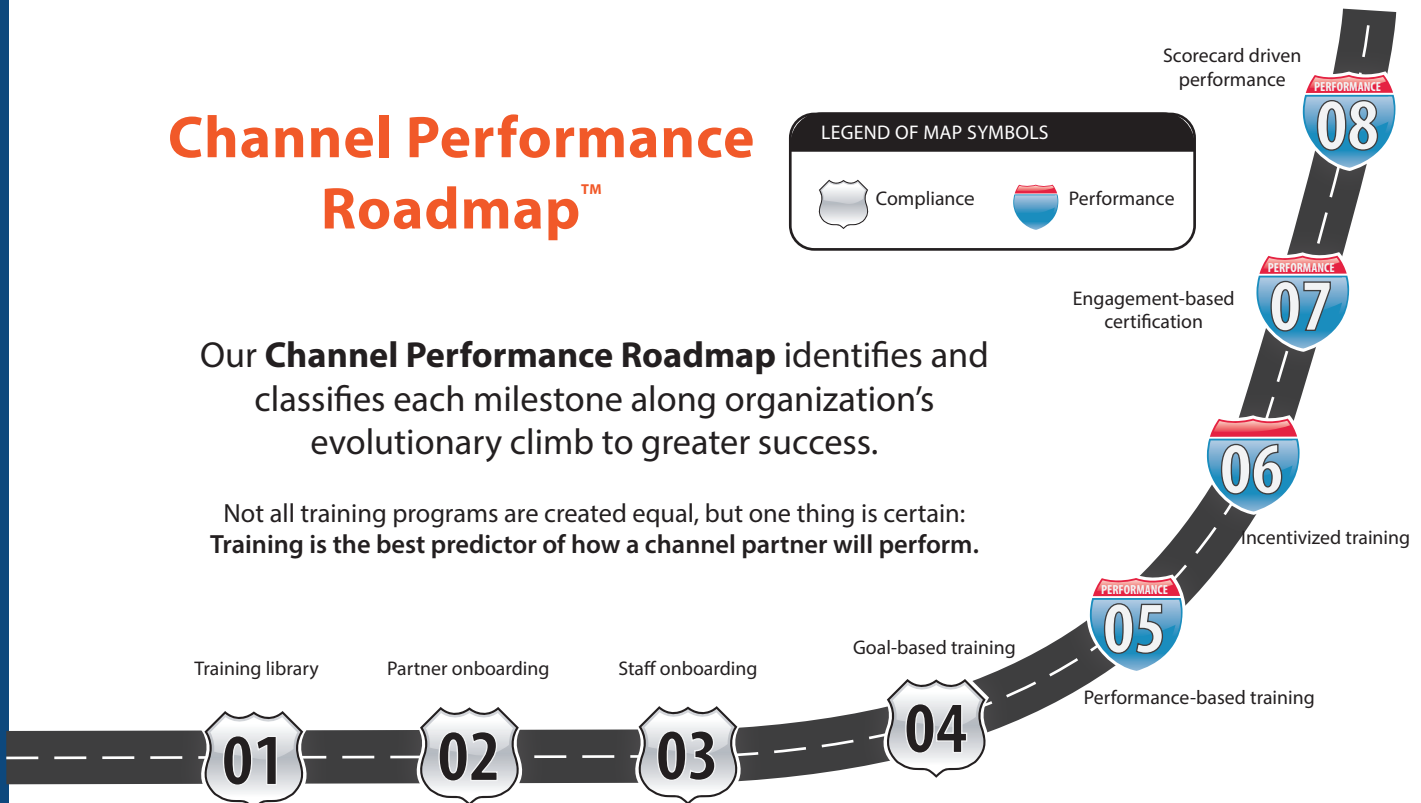 Channel Performance
Roadmap™
LEGEND OF MAP SYMBOLS
Compliance
Performance
Our Channel Performance Roadmap identifies and
classifies each milestone along organization's
evolutionary climb to greater success.
Not all training programs are created equal, but one thing is certain:
Training is the best predictor of how a channel partner will perform.
Training library
01
Partner onboarding
02
Staff onboarding
03
Goal-based training
04
PERFORMANCE
05
Performance-based training
06
Incentivized training
Engagement-based
certification
PERFORMANCE
07
Scorecard driven
performance
PERFORMANCE
08